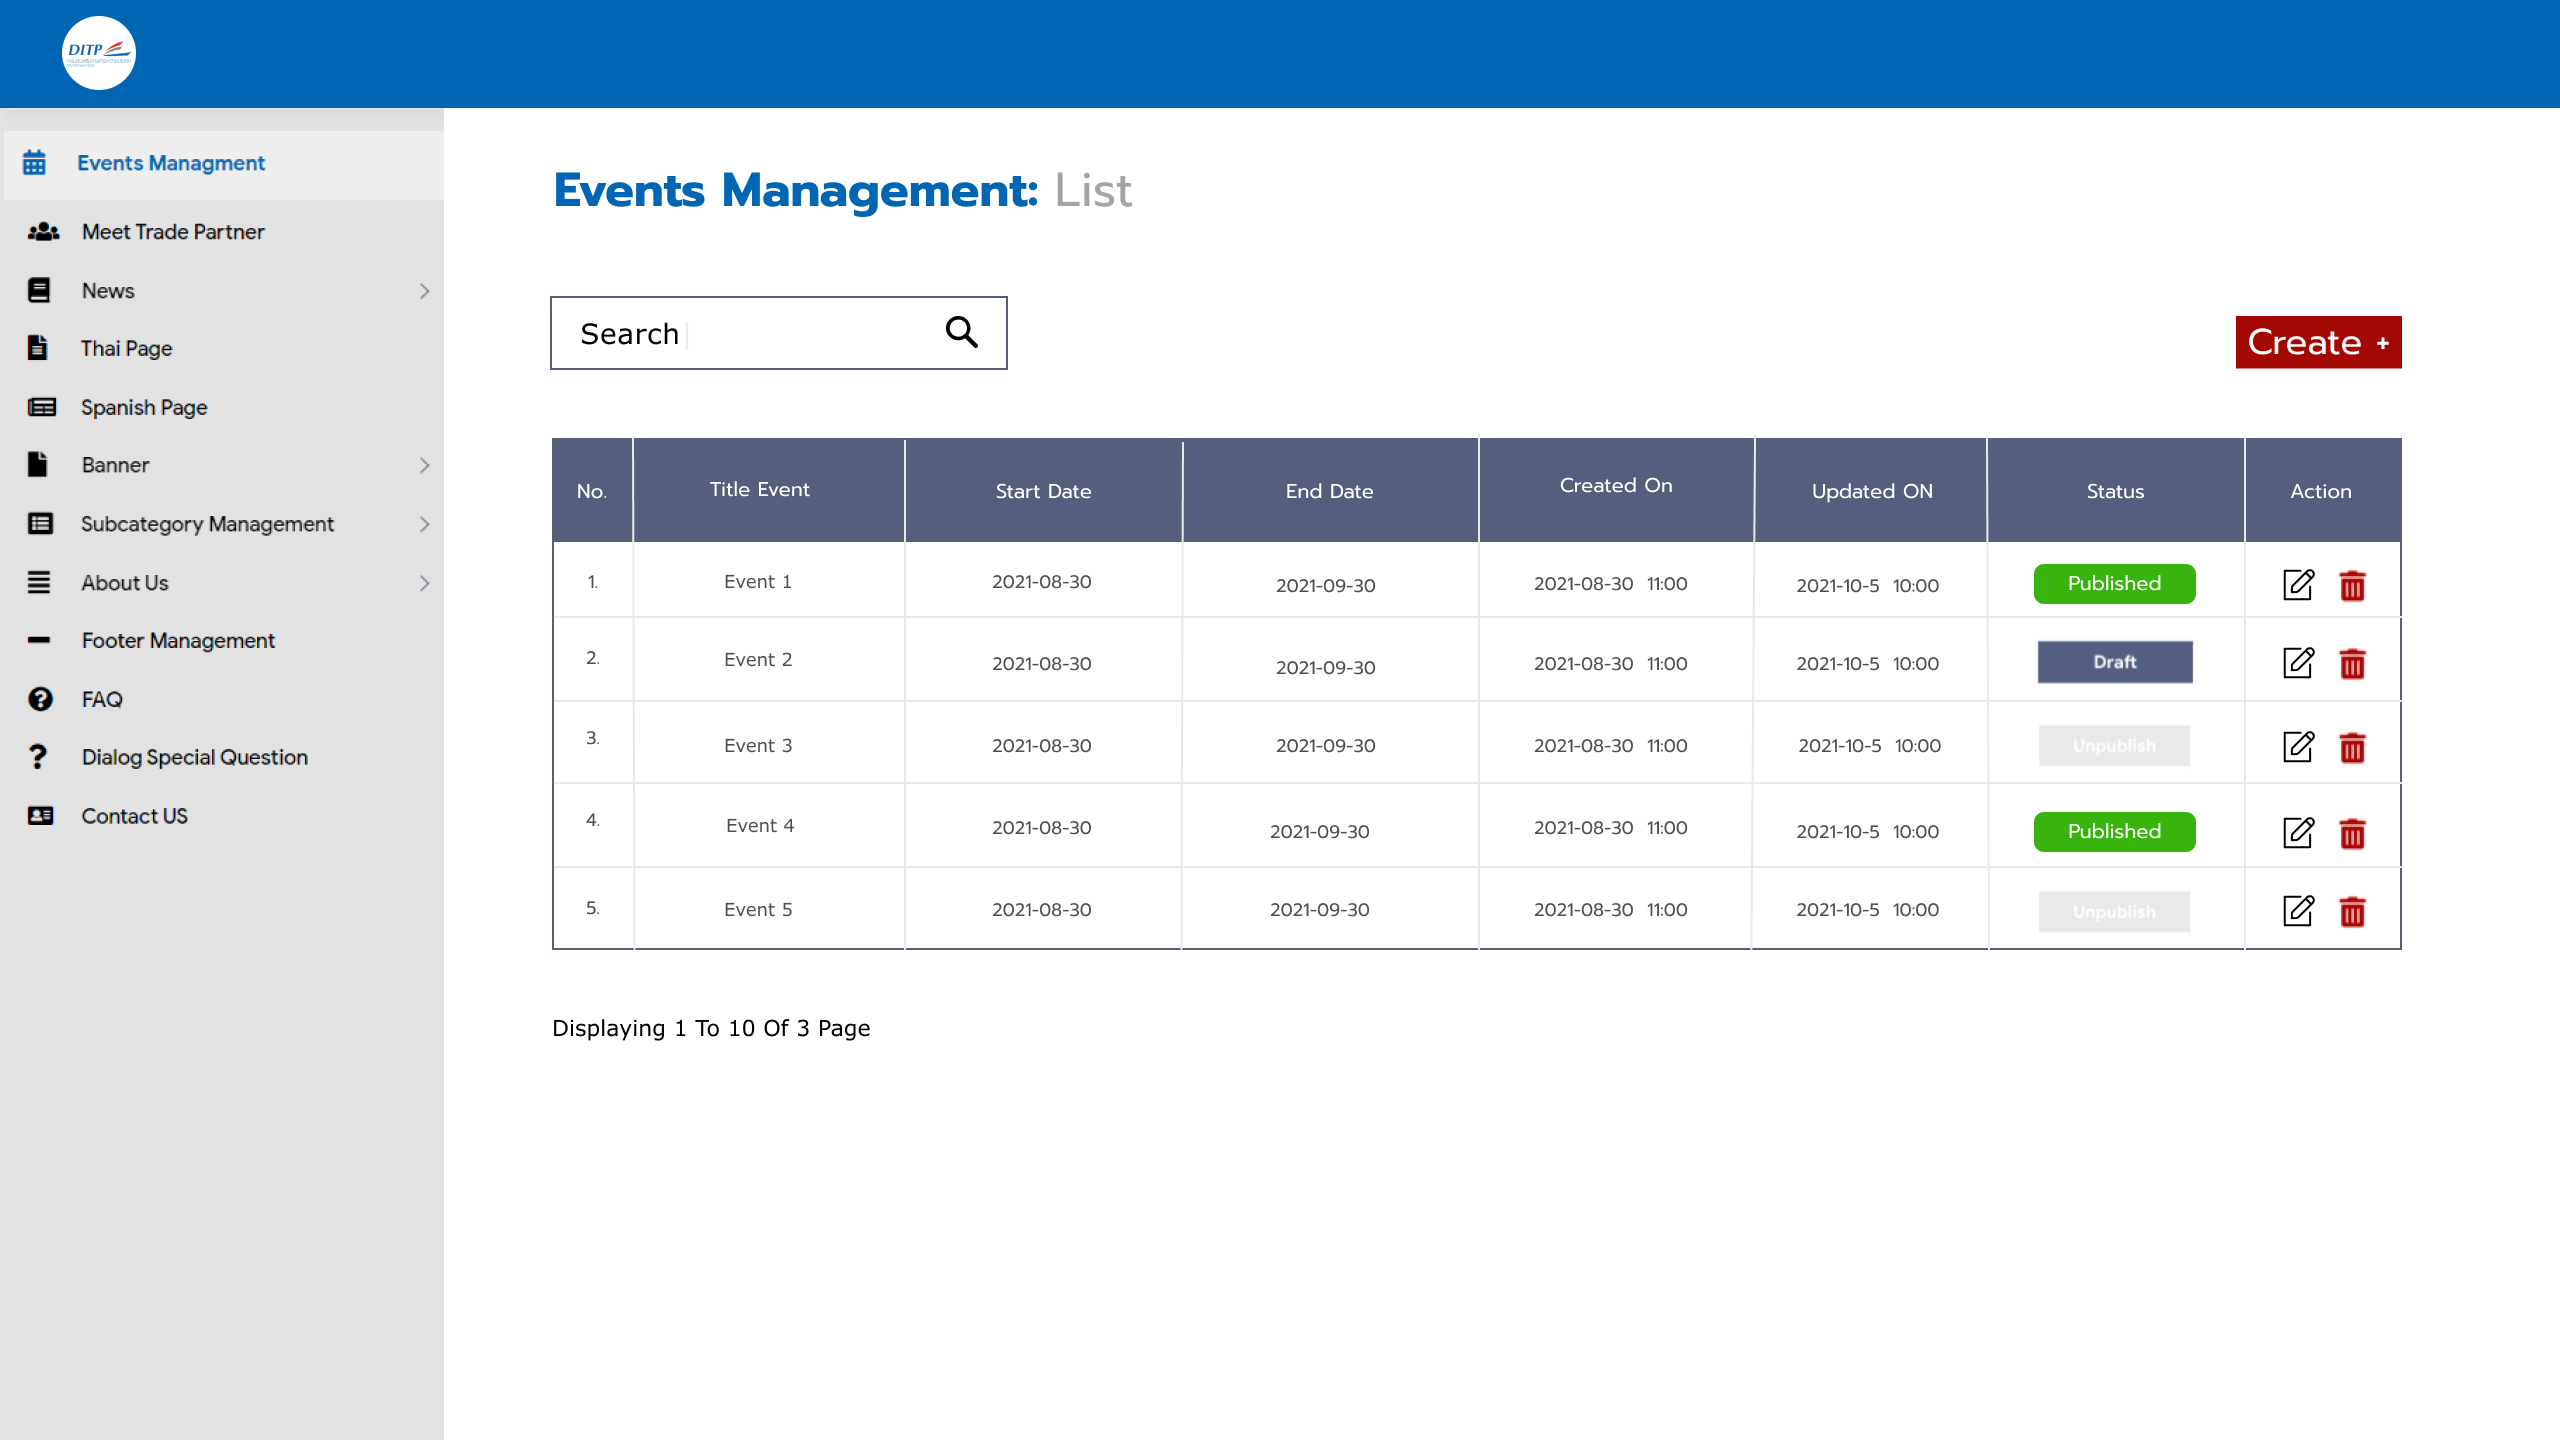 DITP
Events Managment
Meet Trade Partner
News
Thai Page
Spanish Page
Banner
Subcategory Management
About Us
Footer Management
FAQ
Dialog Special Question
Contact US
Events Management: List
Search
Create +
No. Title Event Start Date End Date Created On Updated ON Status Action
1. Event 1 2021-08-30 2021-09-30 2021-08-30 11:00 2021-10-5 10:00 Published
2. Event 2 2021-08-30 2021-09-30 2021-08-30 11:00 2021-10-5 10:00 Draft
3. Event 3 2021-08-30 2021-09-30 2021-08-30 11:00 2021-10-5 10:00 Unpublish
4. Event 4 2021-08-30 2021-09-30 2021-08-30 11:00 2021-10-5 10:00 Published
5. Event 5 2021-08-30 2021-09-30 2021-08-30 11:00 2021-10-5 10:00 Unpublish
Displaying 1 To 10 Of 3 Page